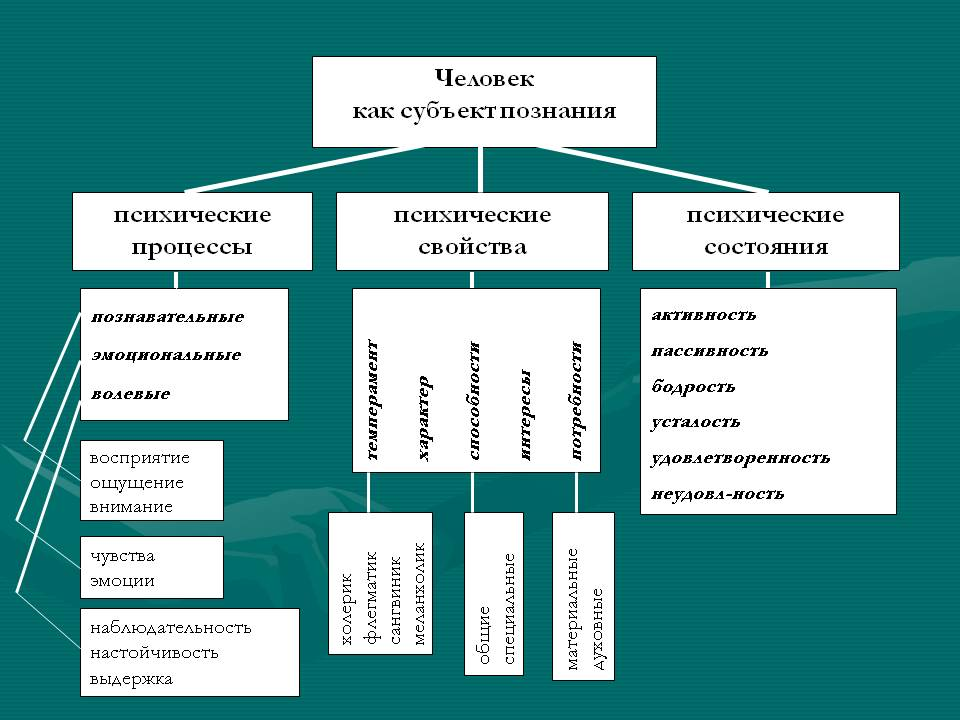 Человек
как субъект познания
психические
процессы
психические
свойства
психические
состояния
познавательные
эмоциональные
волевые
восприятие
ощущение
внимание
чувства
эмоции
наблюдательность
настойчивость
выдержка
темперамент
характер
способности
интересы
потребности
холерик
флегматик
сангвиник
меланхолик
общие
специальные
материальные
духовные
активность
пассивность
бодрость
усталость
удовлетворенность
неудовл-ность